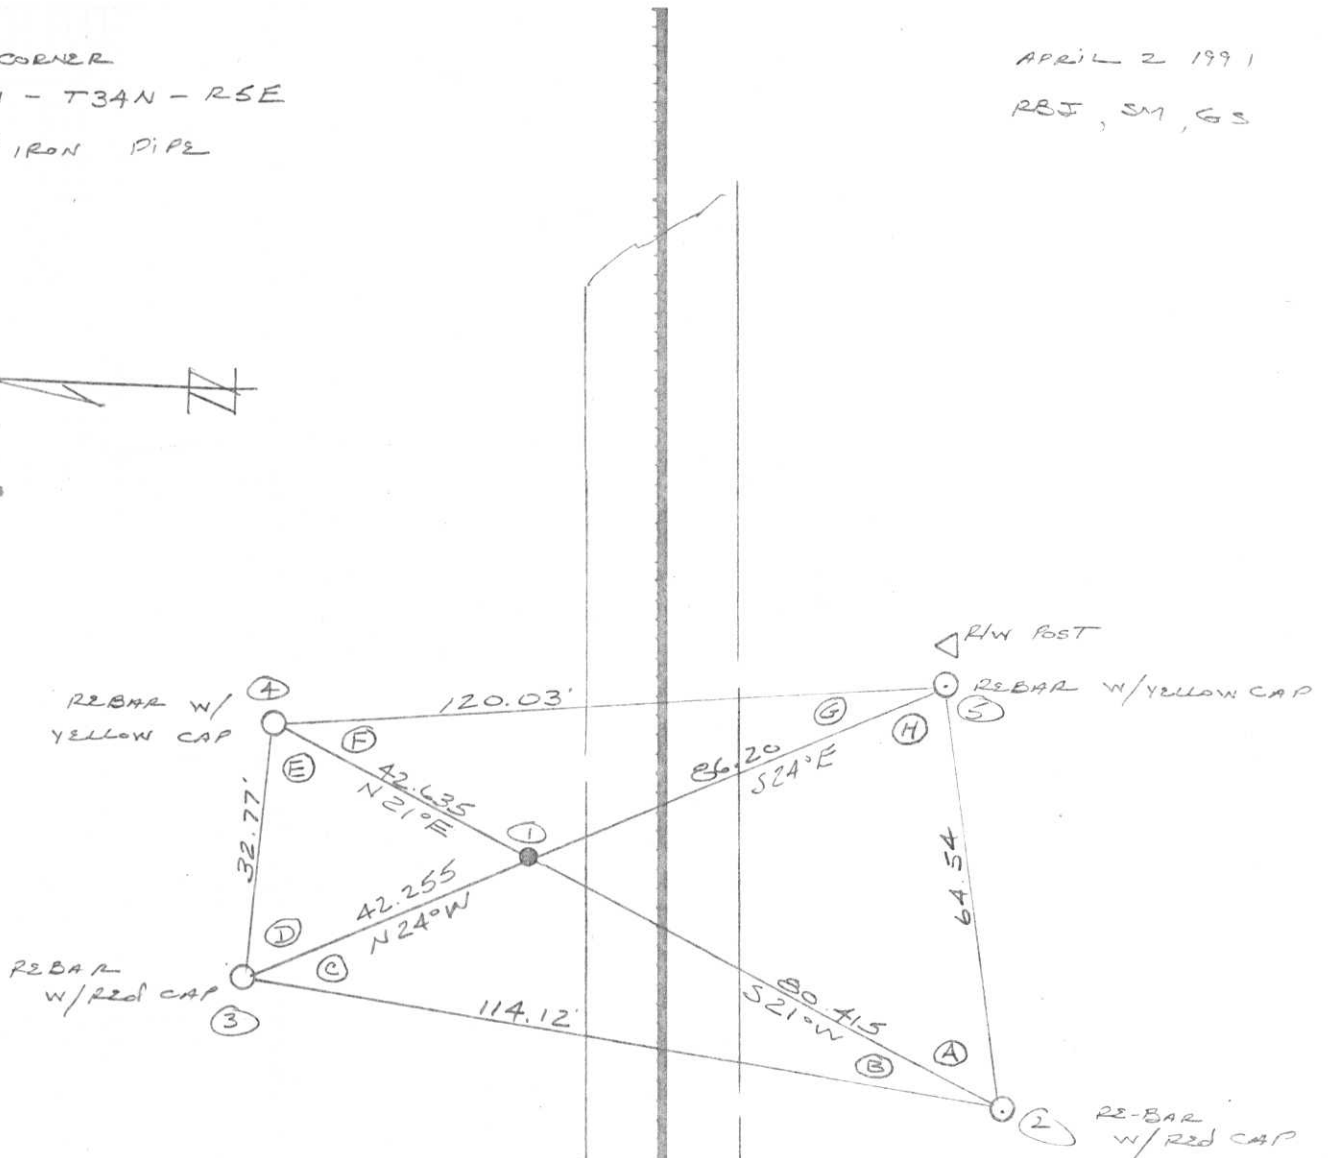 CORNER
- T34N - R5E
IRON PIPE
APRIL 2 1991
RBJ, SM, GS
N
R/W POST
4
REBAR W/
YELLOW CAP
120.03'
REBAR W/YELLOW CAP
5
G
H
F
E
86.20
S24°E
42.635
N21°E
1
32.77'
64.54
42.255
N24°W
D
C
REBAR
W/Red CAP
3
114.12'
80.415
S21°W
A
B
2
RE-BAR
W/Red CAP